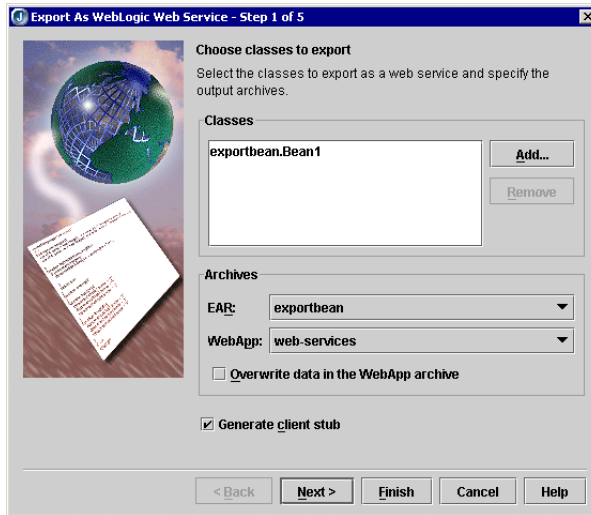 Export As WebLogic Web Service - Step 1 of 5
Choose classes to export
Select the classes to export as a web service and specify the
output archives.
Classes
exportbean.Bean1
Add...
Remove
Archives
EAR: exportbean
WebApp: web-services
Overwrite data in the WebApp archive
Generate client stub
< Back Next > Finish Cancel Help